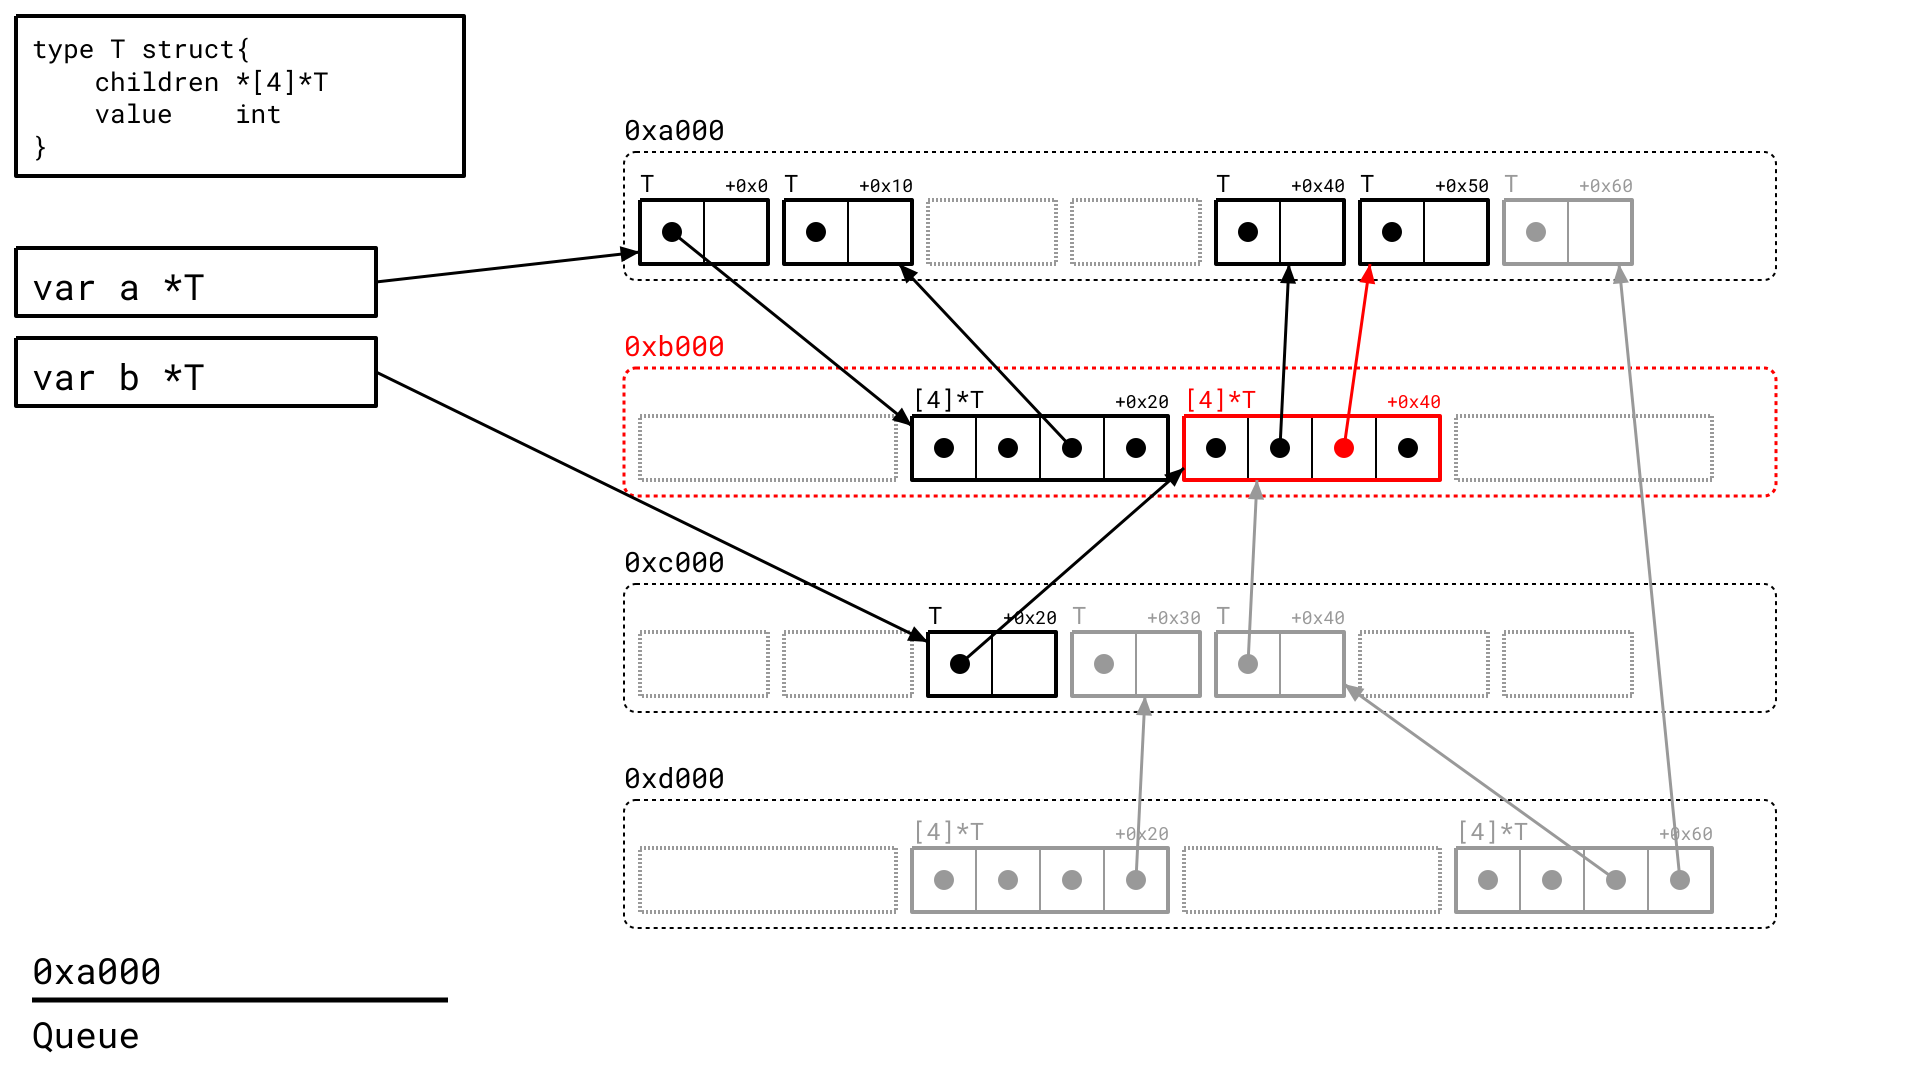 type T struct{
    children *[4]*T
    value    int
}
var a *T
var b *T
0xa000
T +0x0 T +0x10 T +0x40 T +0x50 T +0x60
0xb000
[4]*T +0x20 [4]*T +0x40
0xc000
T +0x20 T +0x30 T +0x40
0xd000
[4]*T +0x20 [4]*T +0x60
0xa000
Queue